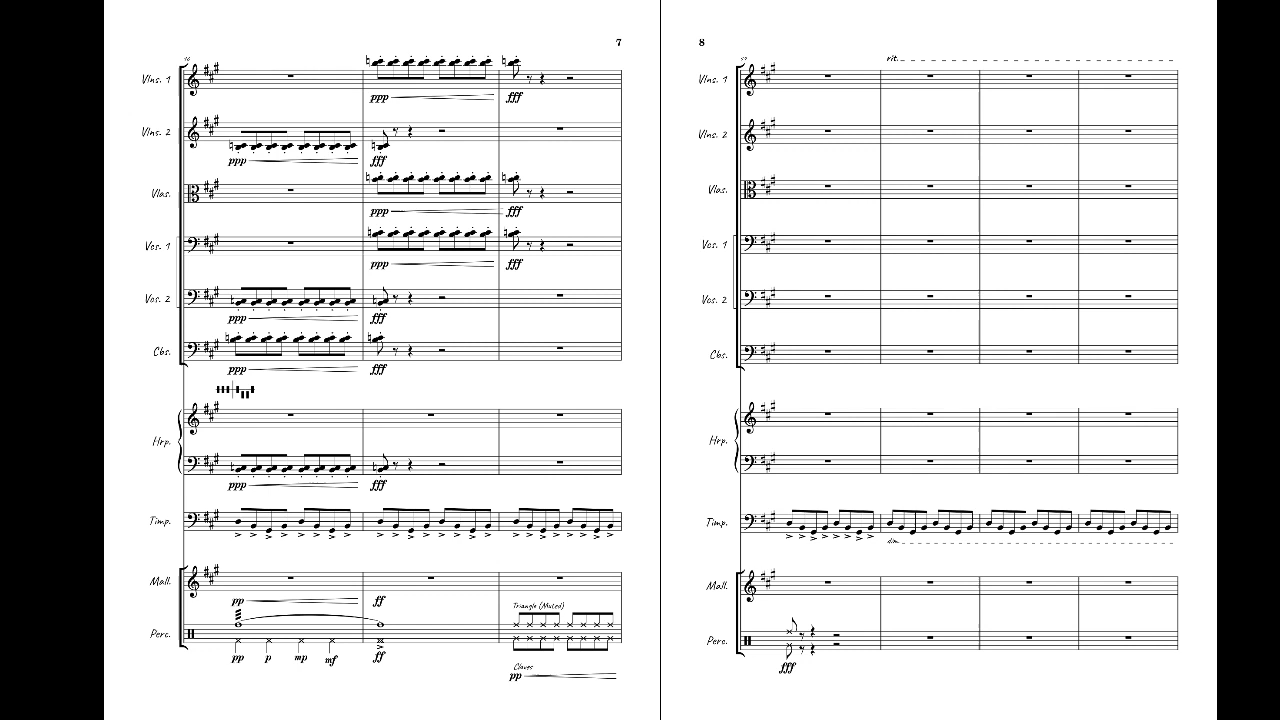 7
Vlns. 1
ppp fff
Vlns. 2
ppp fff
Vlas.
ppp fff
Vcs. 1
ppp fff
Vcs. 2
ppp fff
Cbs.
ppp fff
Hrp.
ppp fff
Timp.
Mall.
pp ff
Triangle (Muted)
Perc.
pp p mp mf ff
Claves
pp
8
rit.
Vlns. 1
Vlns. 2
Vlas.
Vcs. 1
Vcs. 2
Cbs.
Hrp.
Timp.
dim.
Mall.
Perc.
fff